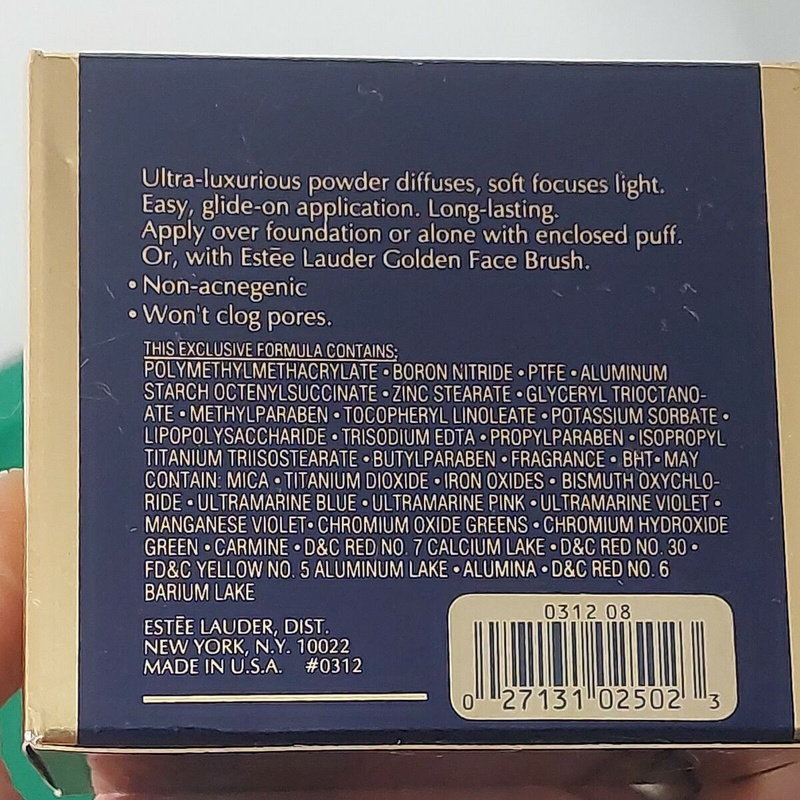 Ultra-luxurious powder diffuses, soft focuses light.
Easy, glide-on application. Long-lasting.
Apply over foundation or alone with enclosed puff.
Or, with Estēe Lauder Golden Face Brush.
• Non-acnegenic
• Won't clog pores.
THIS EXCLUSIVE FORMULA CONTAINS:
POLYMETHYLMETHACRYLATE • BORON NITRIDE • PTFE • ALUMINUM
STARCH OCTENYLSUCCINATE • ZINC STEARATE • GLYCERYL TRIOCTANO-
ATE • METHYLPARABEN • TOCOPHERYL LINOLEATE • POTASSIUM SORBATE •
LIPOPOLYSACCHARIDE • TRISODIUM EDTA • PROPYLPARABEN • ISOPROPYL
TITANIUM TRIISOSTEARATE • BUTYLPARABEN • FRAGRANCE • BHT • MAY
CONTAIN: MICA • TITANIUM DIOXIDE • IRON OXIDES • BISMUTH OXYCHLO-
RIDE • ULTRAMARINE BLUE • ULTRAMARINE PINK • ULTRAMARINE VIOLET •
MANGANESE VIOLET • CHROMIUM OXIDE GREENS • CHROMIUM HYDROXIDE
GREEN • CARMINE • D&C RED NO. 7 CALCIUM LAKE • D&C RED NO. 30 •
FD&C YELLOW NO. 5 ALUMINUM LAKE • ALUMINA • D&C RED NO. 6
BARIUM LAKE
ESTĒE LAUDER, DIST.
NEW YORK, N.Y. 10022
MADE IN U.S.A. #0312
0312 08
0 27131 02502 3